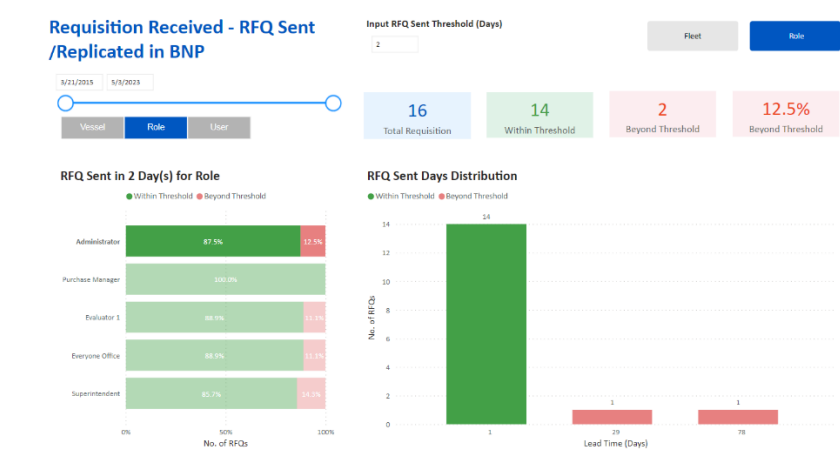 Requisition Received - RFQ Sent
/Replicated in BNP
Input RFQ Sent Threshold (Days)
2
Fleet
Role
3/21/2015
5/3/2023
Vessel
Role
User
16
Total Requisition
14
Within Threshold
2
Beyond Threshold
12.5%
Beyond Threshold
RFQ Sent in 2 Day(s) for Role
Within Threshold
Beyond Threshold
Administrator
87.5%
12.5%
Purchase Manager
100.0%
Evaluator 1
88.9%
11.1%
Everyone Office
88.9%
11.1%
Superintendent
85.7%
14.3%
0%
50%
100%
No. of RFQs
RFQ Sent Days Distribution
Within Threshold
Beyond Threshold
No. of RFQs
14
12
10
8
6
4
2
0
14
1
1
1
29
78
Lead Time (Days)